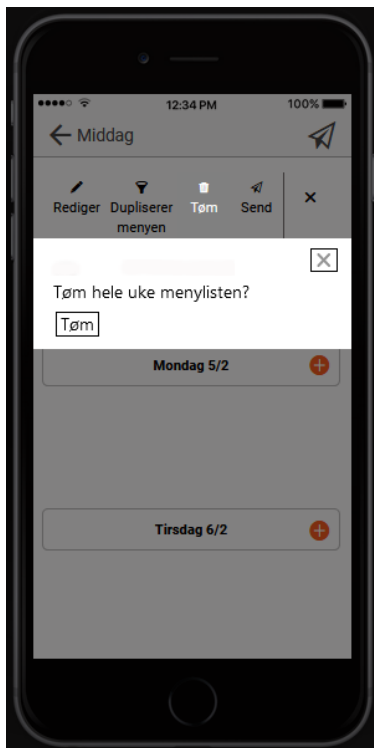 12:34 PM 100%
Middag
Rediger Dupliserer menyen Tøm Send
Tøm hele uke menylisten?
Tøm
Mondag 5/2
Tirsdag 6/2